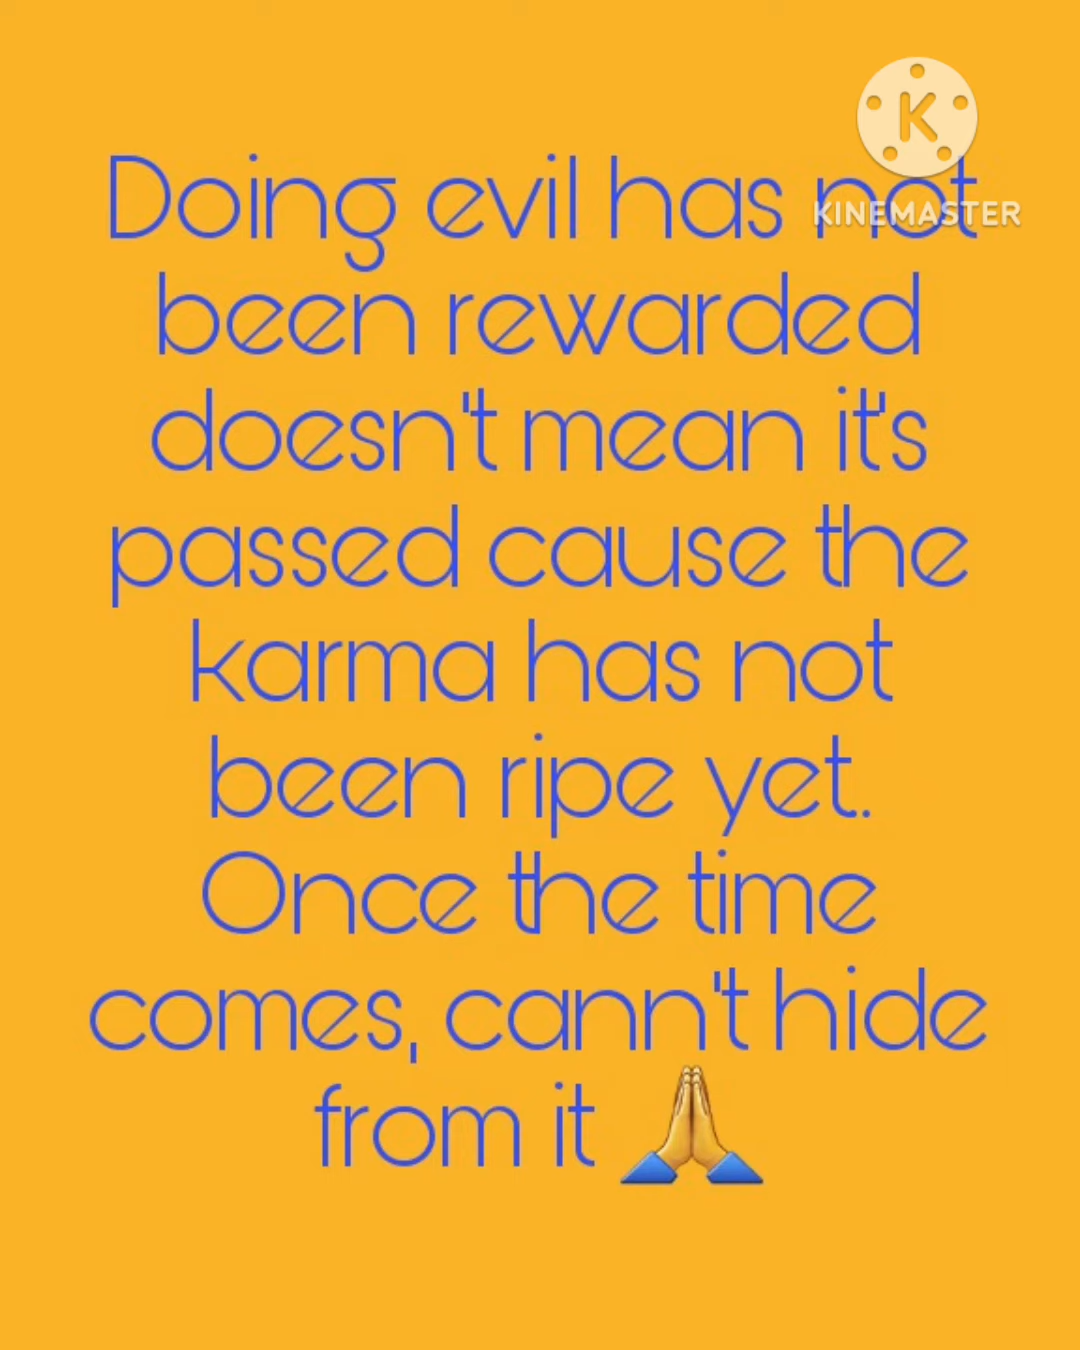 K
KINEMASTER
Doing evil has not
been rewarded
doesn't mean it's
passed cause the
karma has not
been ripe yet.
Once the time
comes, cann't hide
from it 🙏